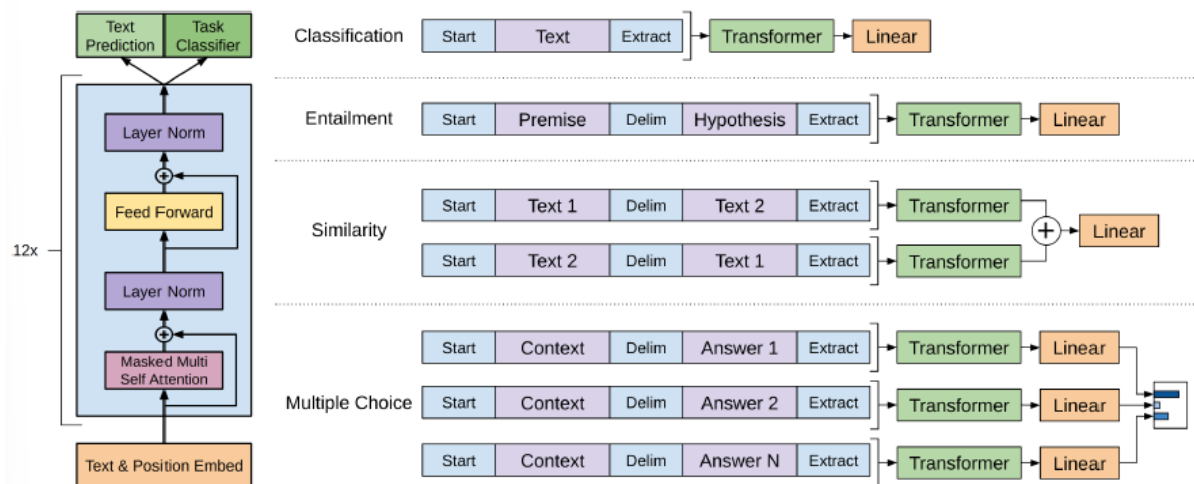 Text Prediction
Task Classifier
12x
Layer Norm
Feed Forward
Layer Norm
Masked Multi
Self Attention
Text & Position Embed
Classification
Start
Text
Extract
Transformer
Linear
Entailment
Start
Premise
Delim
Hypothesis
Extract
Transformer
Linear
Similarity
Start
Text 1
Delim
Text 2
Extract
Transformer
Start
Text 2
Delim
Text 1
Extract
Transformer
+
Linear
Multiple Choice
Start
Context
Delim
Answer 1
Extract
Transformer
Linear
Start
Context
Delim
Answer 2
Extract
Transformer
Linear
Start
Context
Delim
Answer N
Extract
Transformer
Linear